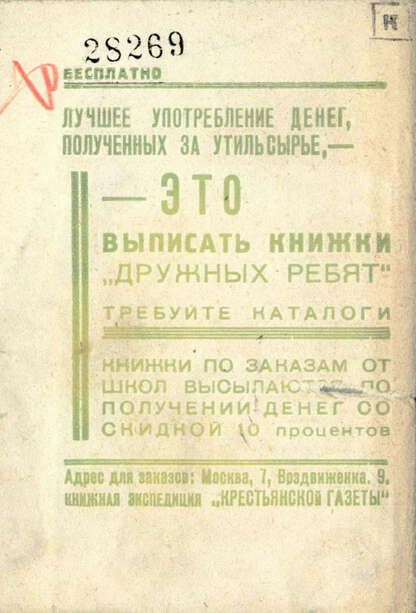 К
28269
БЕСПЛАТНО
ЛУЧШЕЕ УПОТРЕБЛЕНИЕ ДЕНЕГ,
ПОЛУЧЕННЫХ ЗА УТИЛЬСЫРЬЕ,—
— ЭТО
ВЫПИСАТЬ КНИЖКИ
„ДРУЖНЫХ РЕБЯТ"
ТРЕБУЙТЕ КАТАЛОГИ
КНИЖКИ ПО ЗАКАЗАМ ОТ
ШКОЛ ВЫСЫЛАЮТСЯ ПО
ПОЛУЧЕНИИ ДЕНЕГ СО
СКИДКОЙ 10 процентов
Адрес для заказов: Москва, 7, Воздвиженка. 9.
КНИЖНАЯ ЭКСПЕДИЦИЯ „КРЕСТЬЯНСКОЙ ГАЗЕТЫ"